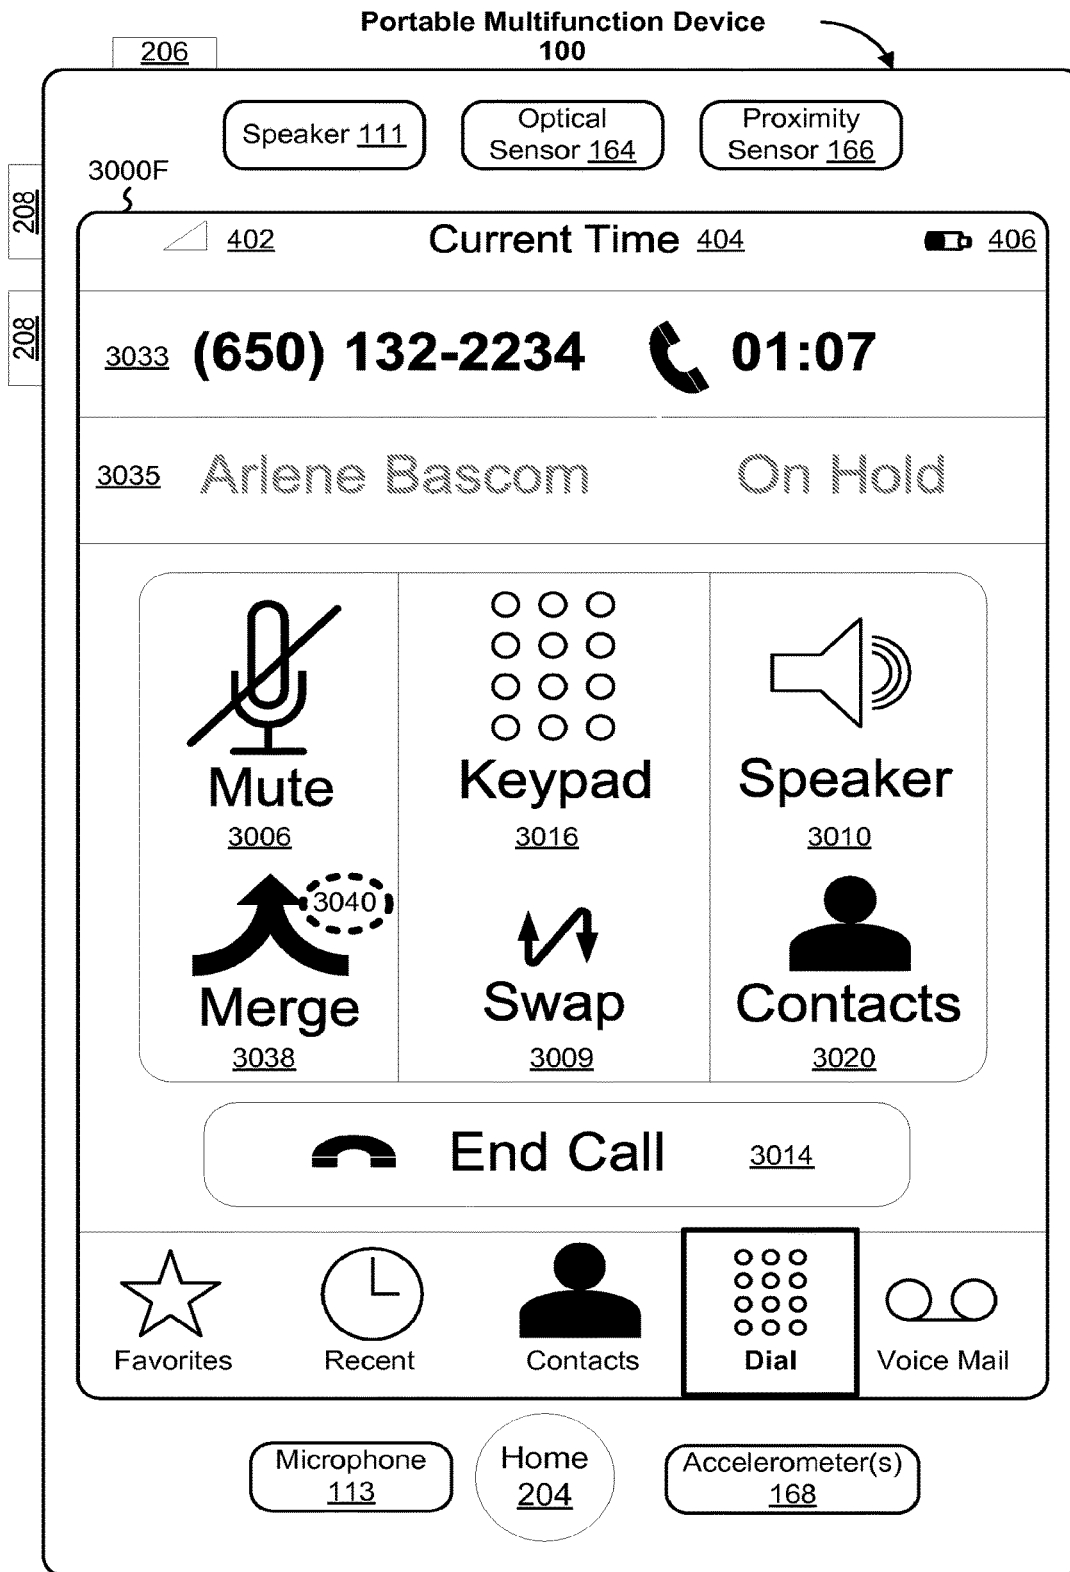 Portable Multifunction Device
100
206
Speaker 111
Optical
Sensor 164
Proximity
Sensor 166
208
208
3000F
402
Current Time 404
406
3033 (650) 132-2234 01:07
3035 Arlene Bascom On Hold
Mute
3006
Keypad
3016
Speaker
3010
3040
Merge
3038
Swap
3009
Contacts
3020
End Call 3014
Favorites
Recent
Contacts
Dial
Voice Mail
Microphone
113
Home
204
Accelerometer(s)
168